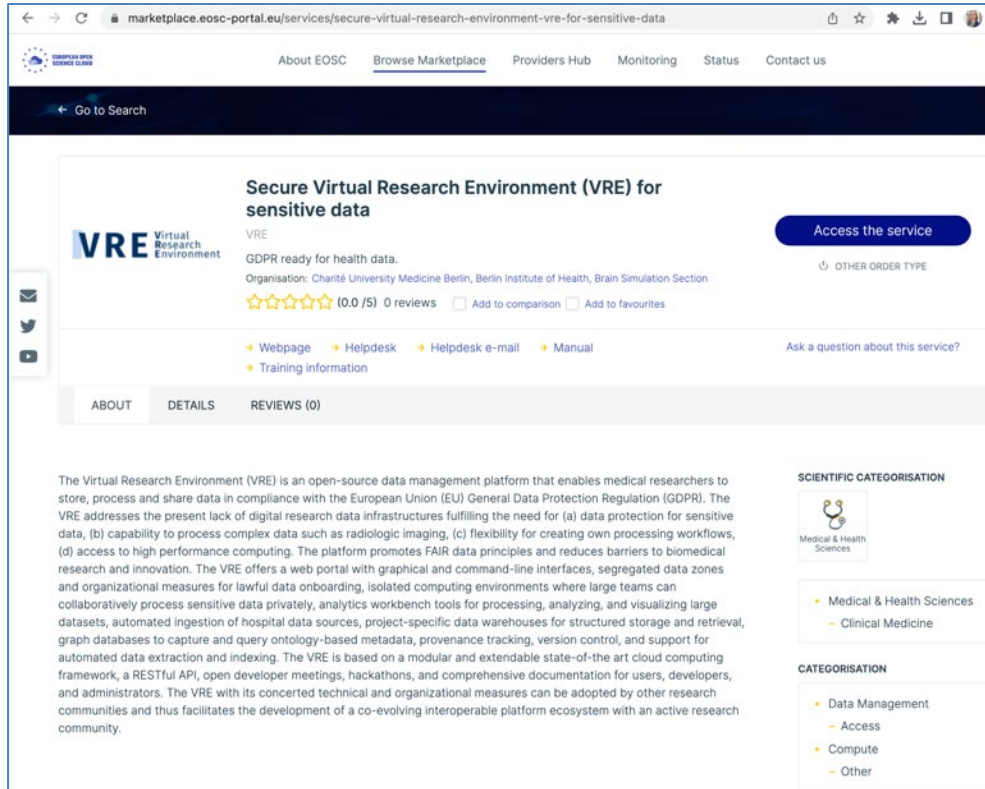 marketplace.eosc-portal.eu/services/secure-virtual-research-environment-vre-for-sensitive-data
EUROPEAN OPEN
SCIENCE CLOUD
About EOSC Browse Marketplace Providers Hub Monitoring Status Contact us
← Go to Search
VRE Virtual
Research
Environment
Secure Virtual Research Environment (VRE) for
sensitive data
VRE
GDPR ready for health data.
Organisation: Charité University Medicine Berlin, Berlin Institute of Health, Brain Simulation Section
(0.0 /5) 0 reviews Add to comparison Add to favourites
Access the service
OTHER ORDER TYPE
→ Webpage → Helpdesk → Helpdesk e-mail → Manual
→ Training information
Ask a question about this service?
ABOUT DETAILS REVIEWS (0)
The Virtual Research Environment (VRE) is an open-source data management platform that enables medical researchers to
store, process and share data in compliance with the European Union (EU) General Data Protection Regulation (GDPR). The
VRE addresses the present lack of digital research data infrastructures fulfilling the need for (a) data protection for sensitive
data, (b) capability to process complex data such as radiologic imaging, (c) flexibility for creating own processing workflows,
(d) access to high performance computing. The platform promotes FAIR data principles and reduces barriers to biomedical
research and innovation. The VRE offers a web portal with graphical and command-line interfaces, segregated data zones
and organizational measures for lawful data onboarding, isolated computing environments where large teams can
collaboratively process sensitive data privately, analytics workbench tools for processing, analyzing, and visualizing large
datasets, automated ingestion of hospital data sources, project-specific data warehouses for structured storage and retrieval,
graph databases to capture and query ontology-based metadata, provenance tracking, version control, and support for
automated data extraction and indexing. The VRE is based on a modular and extendable state-of-the art cloud computing
framework, a RESTful API, open developer meetings, hackathons, and comprehensive documentation for users, developers,
and administrators. The VRE with its concerted technical and organizational measures can be adopted by other research
communities and thus facilitates the development of a co-evolving interoperable platform ecosystem with an active research
community.
SCIENTIFIC CATEGORISATION
Medical & Health
Sciences
• Medical & Health Sciences
– Clinical Medicine
CATEGORISATION
• Data Management
– Access
• Compute
– Other